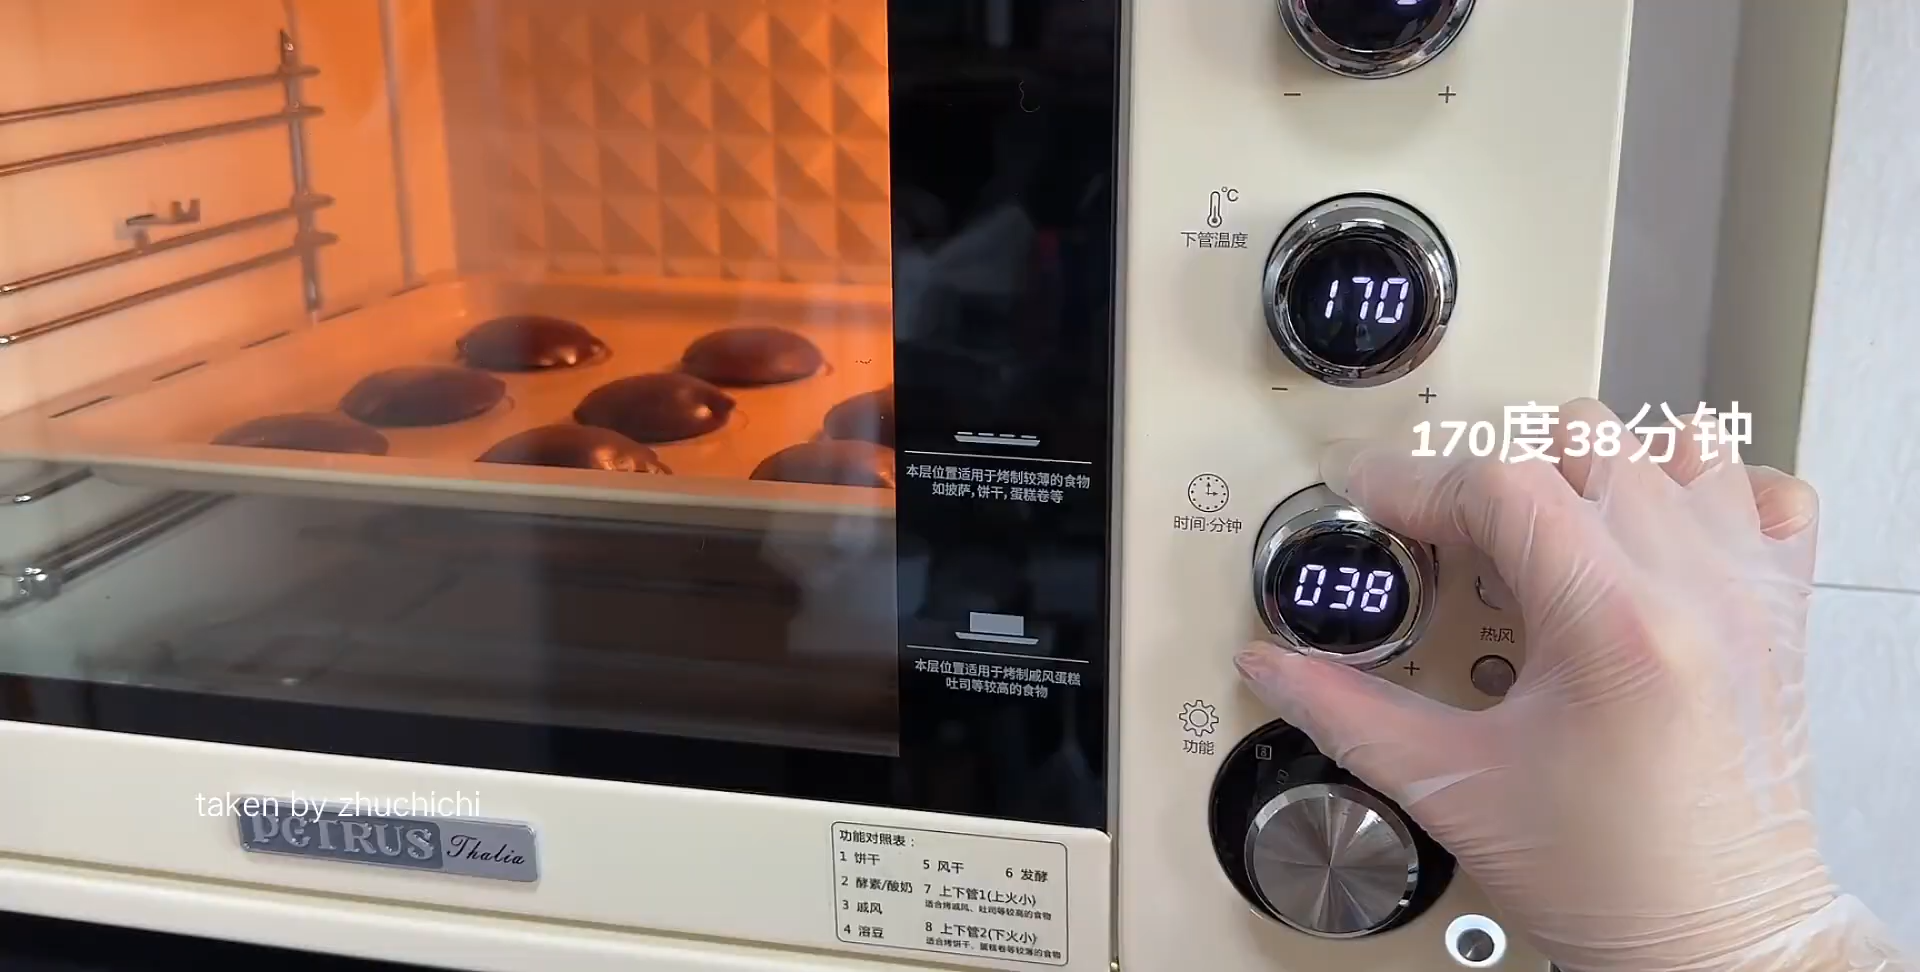 ℃
下管温度
170
170度38分钟
时间·分钟
038
热风
功能
8
本层位置适用于烤制较薄的食物
如披萨,饼干,蛋糕卷等
本层位置适用于烤制戚风蛋糕
吐司等较高的食物
taken by zhuchichi
PETRUS Thalia
功能对照表:
1 饼干
2 酵素/酸奶
3 戚风
4 溶豆
5 风干
6 发酵
7 上下管1(上火小)
适合烤戚风、吐司等较高的食物
8 上下管2(下火小)
适合烤饼干、蛋糕卷等较薄的食物